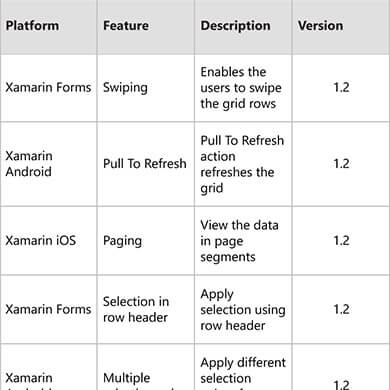 Platform Feature Description Version
Xamarin Forms Swiping Enables the users to swipe the grid rows 1.2
Xamarin Android Pull To Refresh Pull To Refresh action refreshes the grid 1.2
Xamarin iOS Paging View the data in page segments 1.2
Xamarin Forms Selection in row header Apply selection using row header 1.2
Xamarin Multiple Apply different selection 1.2